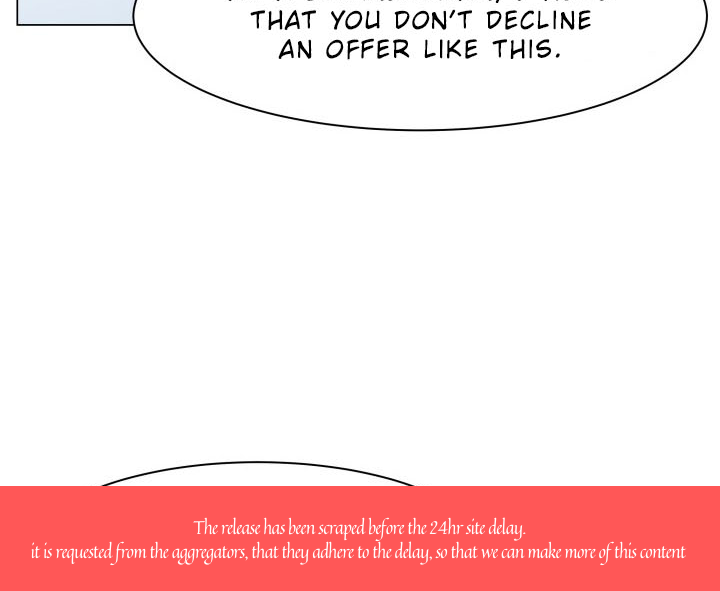 THAT YOU DON'T DECLINE
AN OFFER LIKE THIS.
The release has been scraped before the 24hr site delay.
it is requested from the aggregators, that they adhere to the delay, so that we can make more of this content